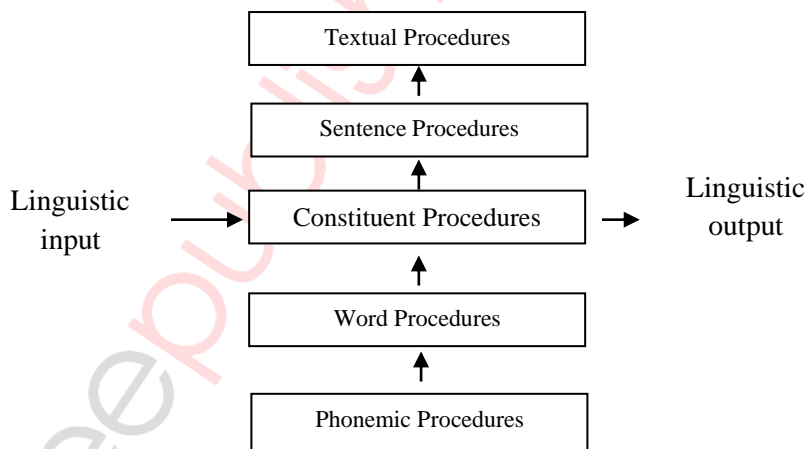 Textual Procedures
Sentence Procedures
Linguistic
input
Constituent Procedures
Linguistic
output
Word Procedures
Phonemic Procedures